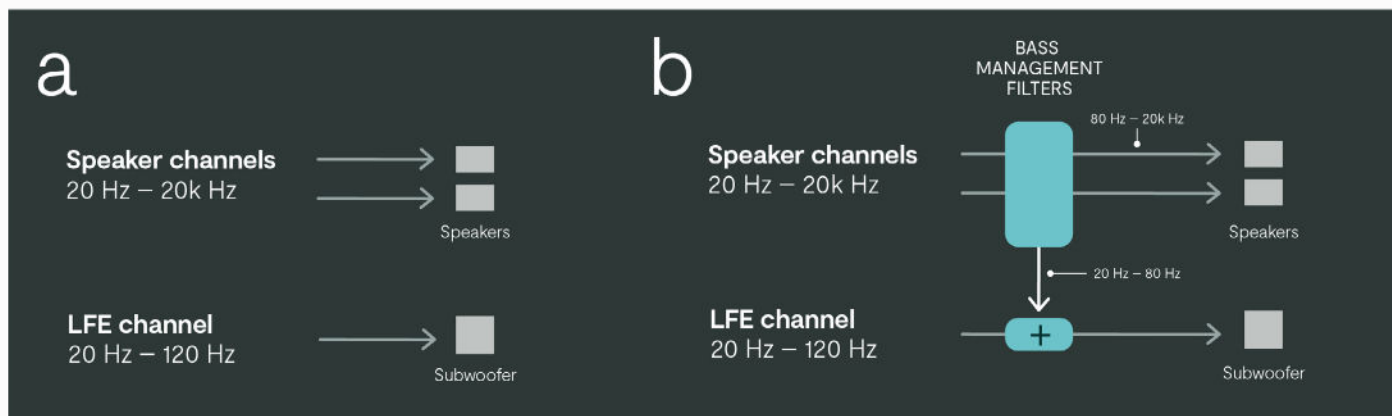 a
Speaker channels
20 Hz – 20k Hz
Speakers
LFE channel
20 Hz – 120 Hz
Subwoofer
b
BASS
MANAGEMENT
FILTERS
80 Hz – 20k Hz
Speaker channels
20 Hz – 20k Hz
Speakers
20 Hz – 80 Hz
LFE channel
20 Hz – 120 Hz
+
Subwoofer